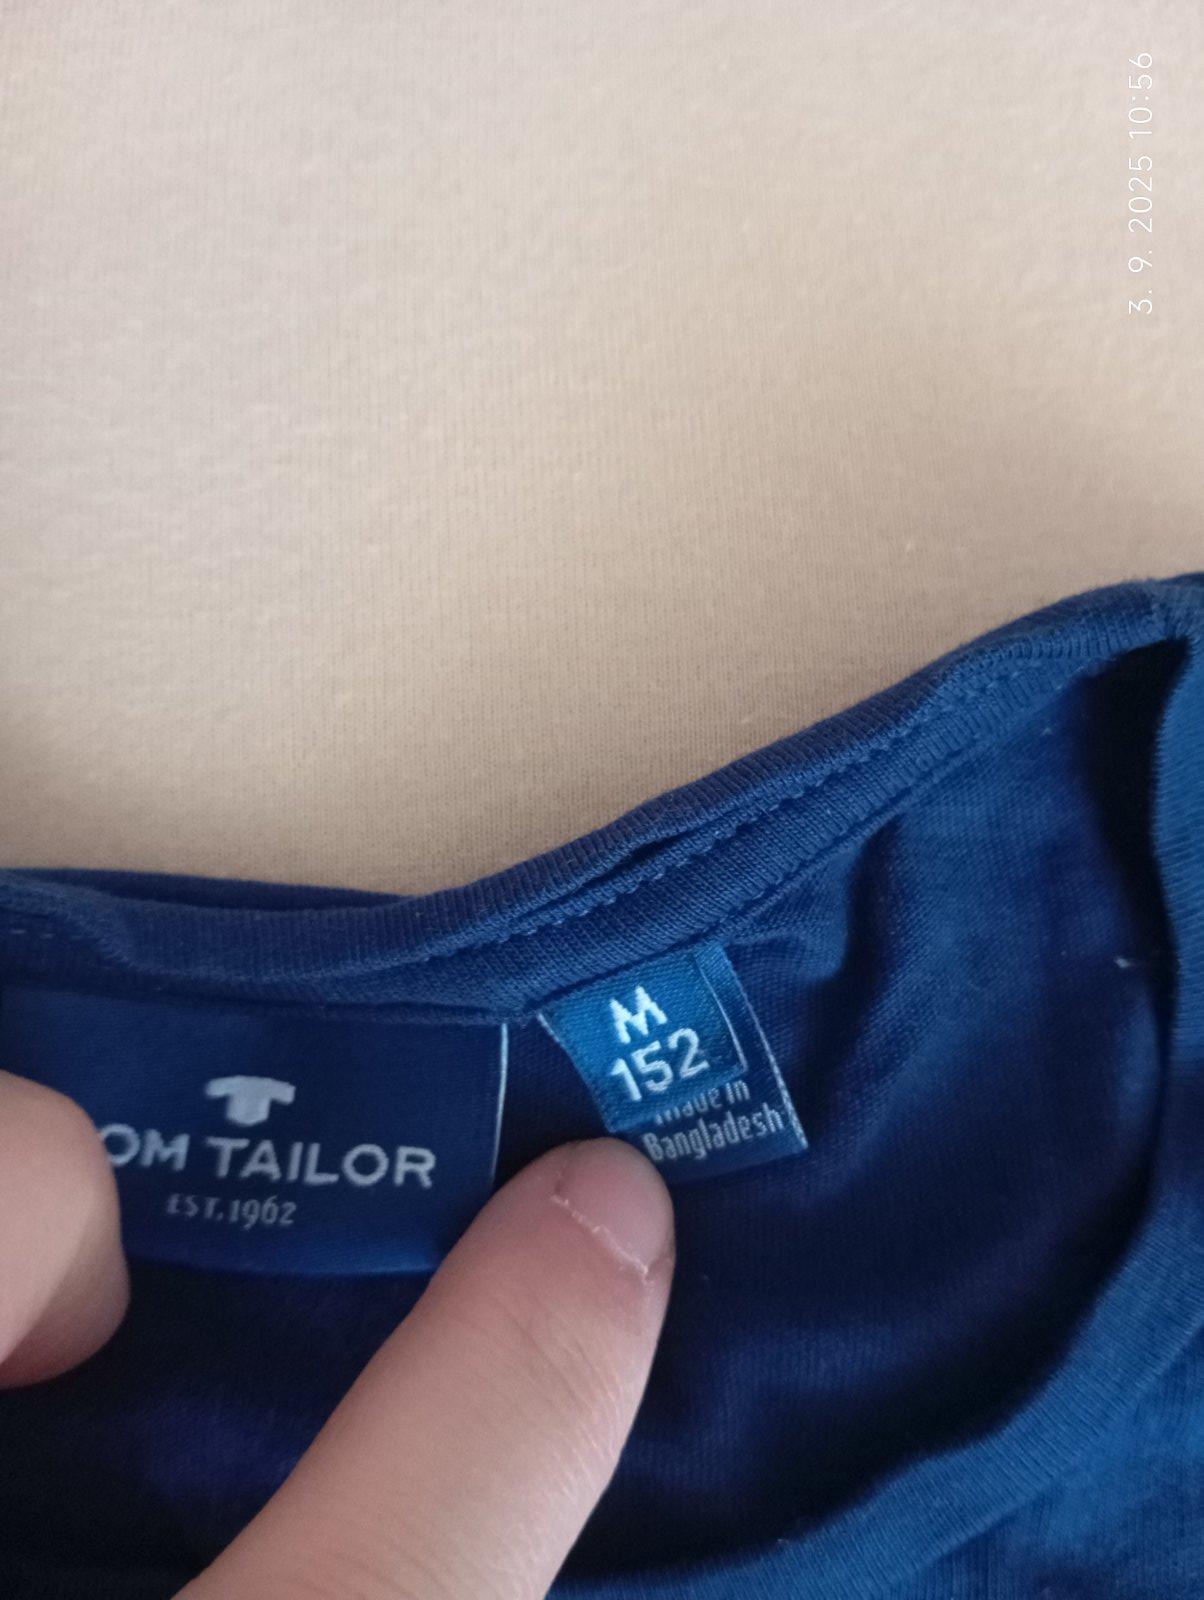 3. 9. 2025 10:56
OM TAILOR
EST. 1962
M
152
Made in
Bangladesh